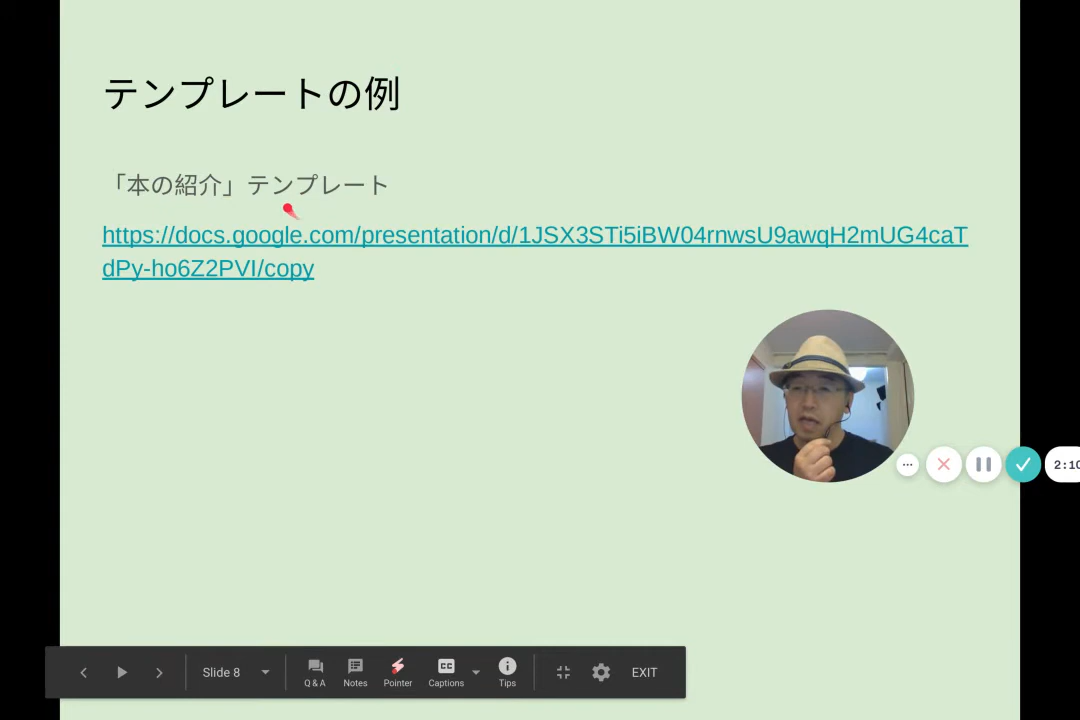 テンプレートの例
「本の紹介」テンプレート
https://docs.google.com/presentation/d/1JSX3STi5iBW04rnwsU9awqH2mUG4caT
dPy-ho6Z2PVI/copy
2:10
Slide 8
Q & A
Notes
Pointer
CC
Captions
Tips
EXIT